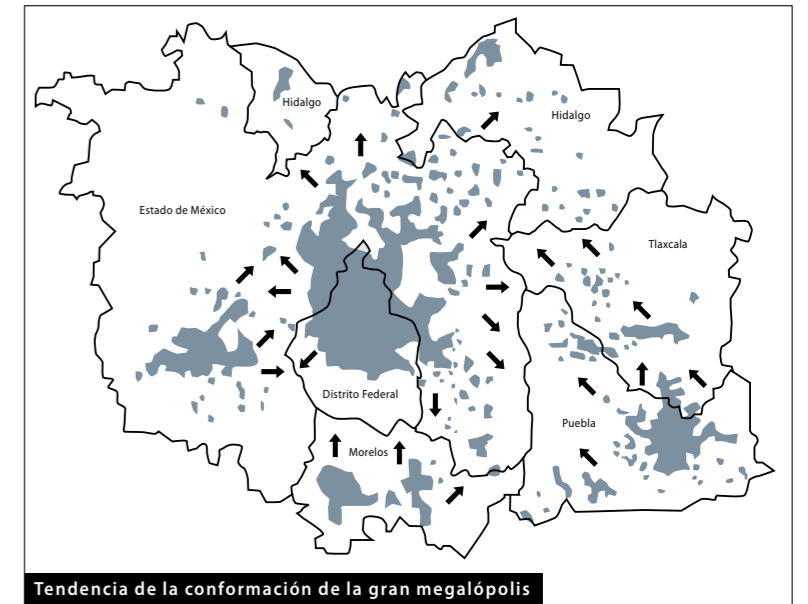 Hidalgo
Hidalgo
Estado de México
Tlaxcala
Distrito Federal
Puebla
Morelos
Tendencia de la conformación de la gran megalópolis